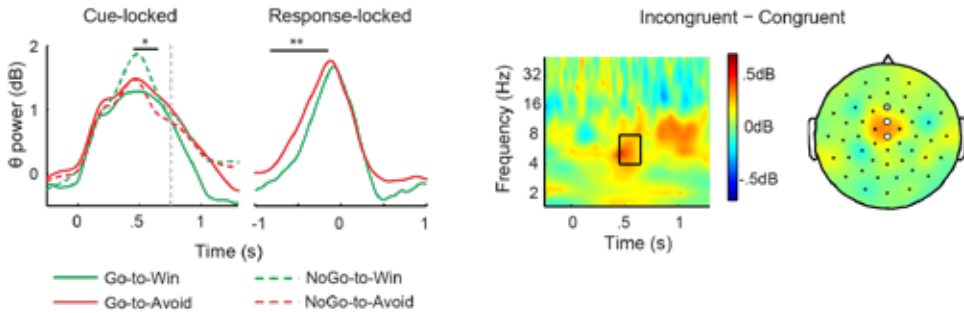 Cue-locked
Response-locked
Incongruent – Congruent
θ power (dB)
2
1
0
*
**
0
.5
1
-1
-.5
0
.5
1
Time (s)
Time (s)
Frequency (Hz)
32
16
8
4
2
0
.5
1
Time (s)
.5dB
0dB
-.5dB
Go-to-Win
Go-to-Avoid
NoGo-to-Win
NoGo-to-Avoid